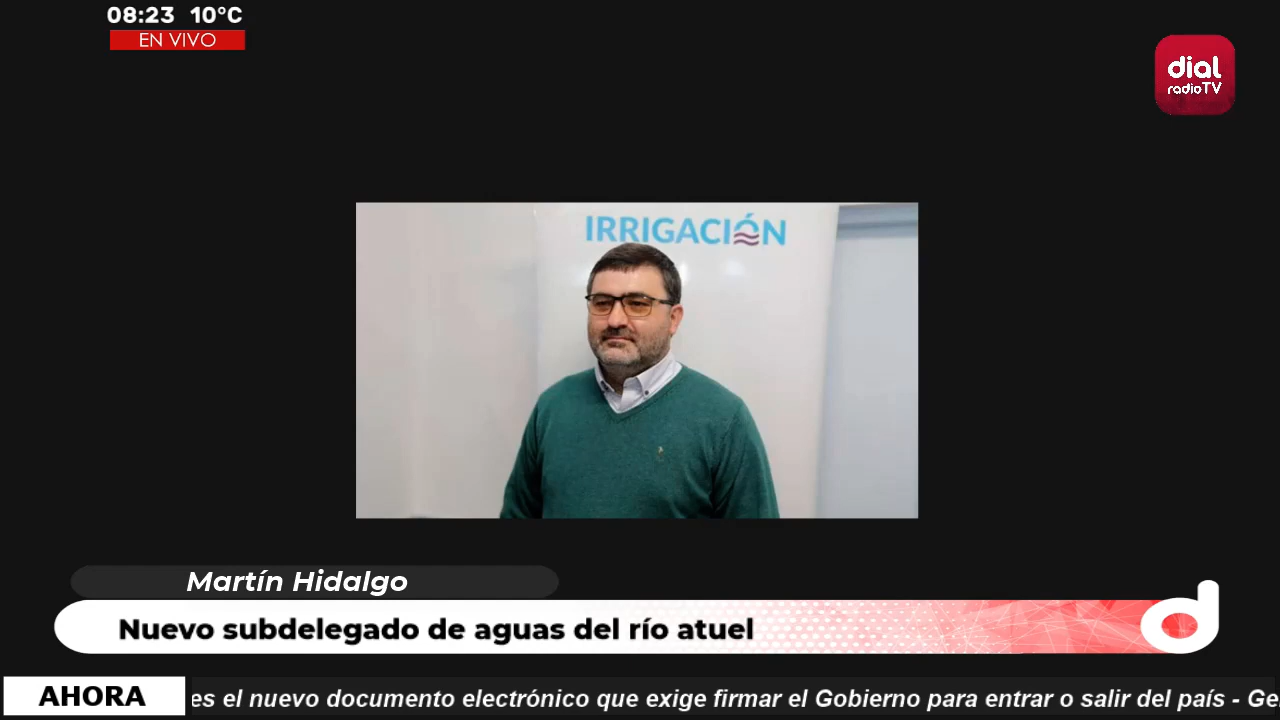 08:23 10°C
EN VIVO
dial
radioTV
IRRIGACIÓN
Martín Hidalgo
Nuevo subdelegado de aguas del río atuel
d
AHORA
es el nuevo documento electrónico que exige firmar el Gobierno para entrar o salir del país - Ge